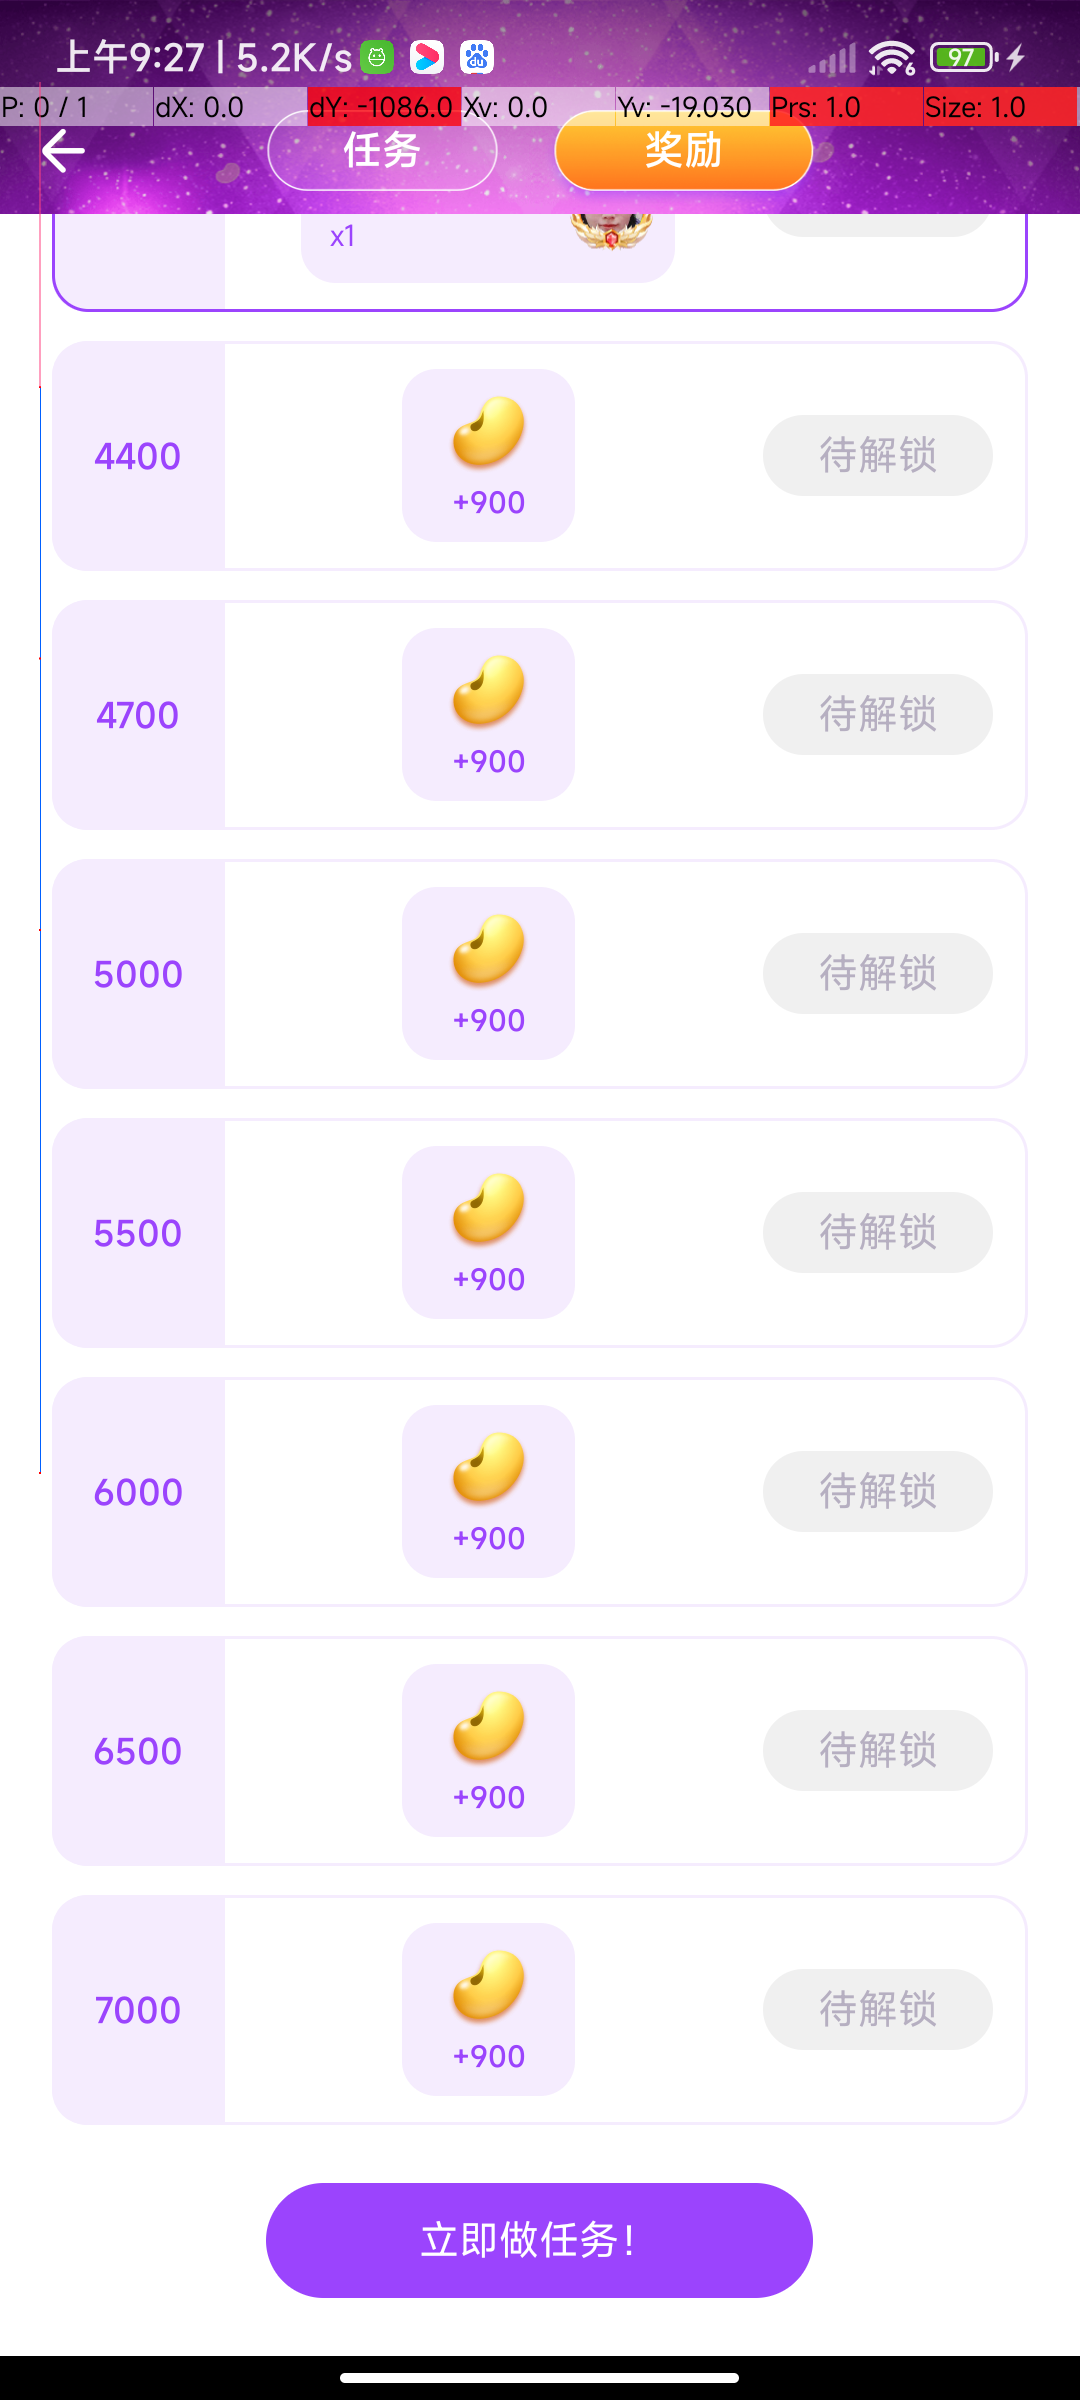 上午9:27 | 5.2K/s 97
P: 0 / 1 dX: 0.0 dY: -1086.0 Xv: 0.0 Yv: -19.030 Prs: 1.0 Size: 1.0
任务 奖励
x1
4400 +900 待解锁
4700 +900 待解锁
5000 +900 待解锁
5500 +900 待解锁
6000 +900 待解锁
6500 +900 待解锁
7000 +900 待解锁
立即做任务!